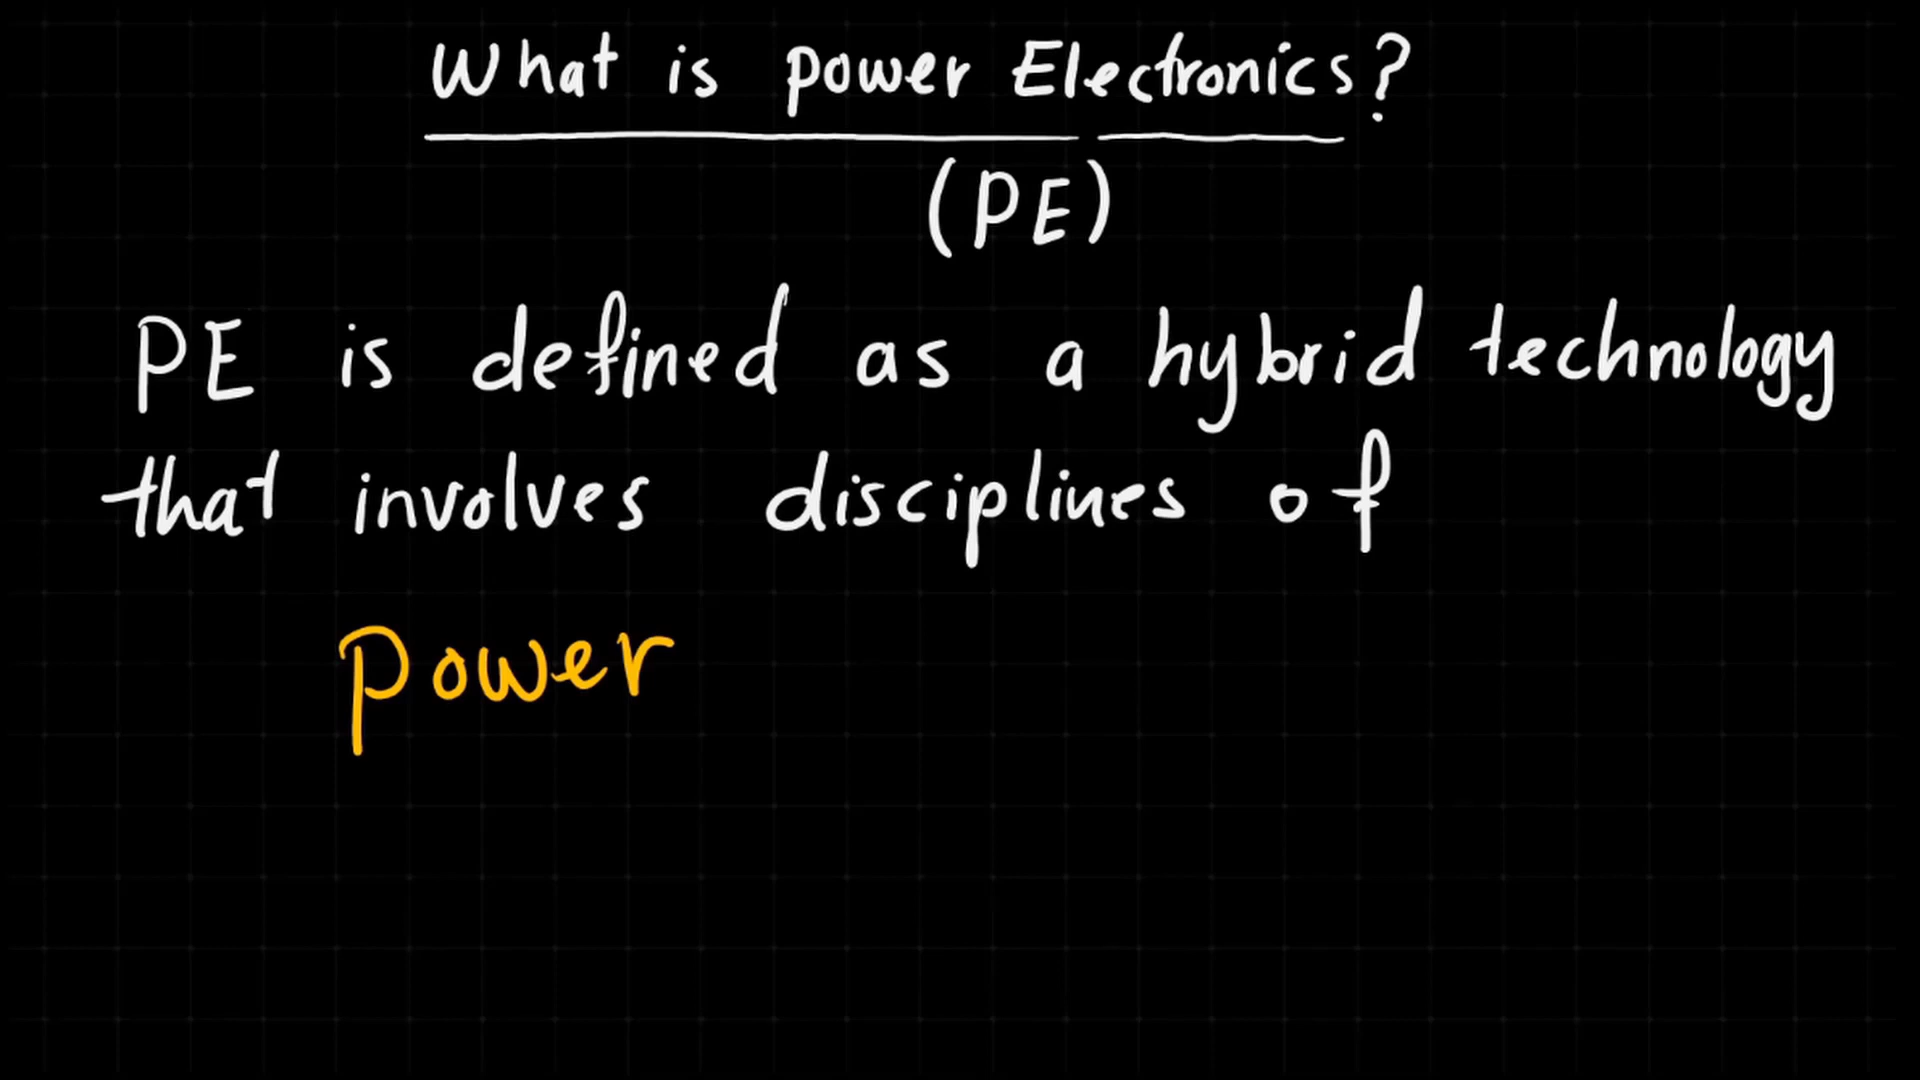 What is power Electronics?
(PE)
PE is defined as a hybrid technology
that involves disciplines of
power